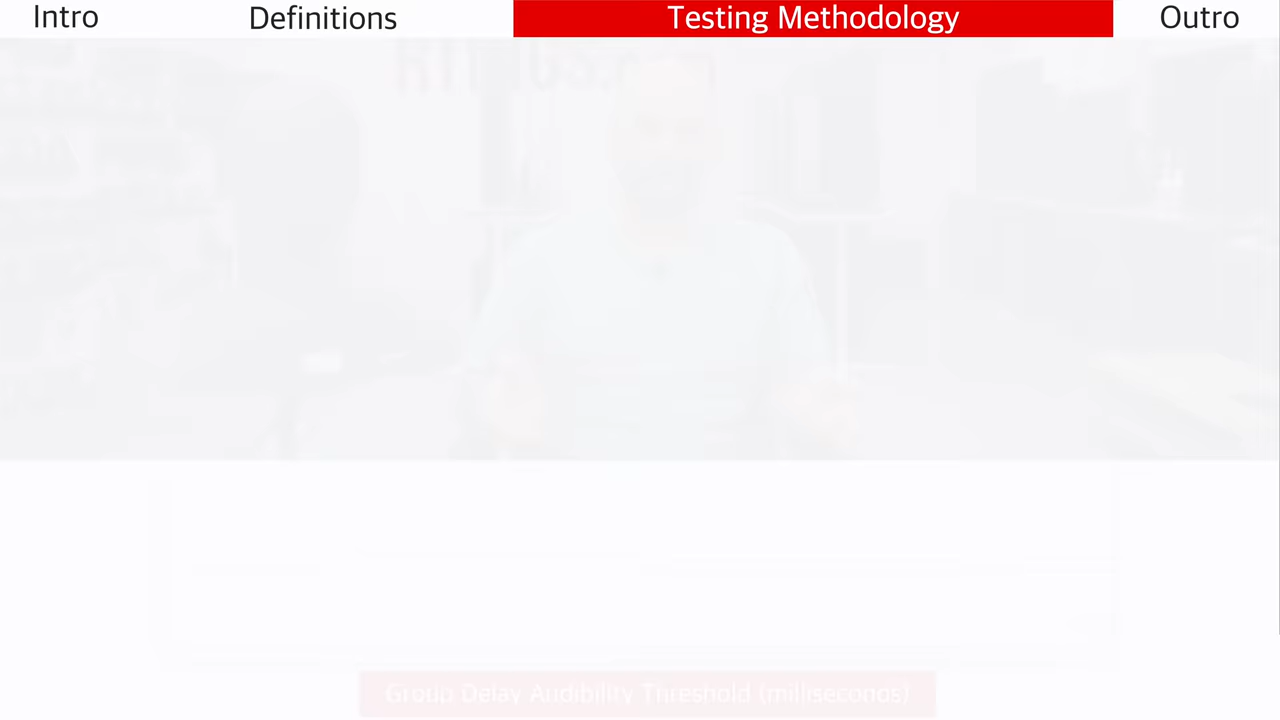 Intro
Definitions
Testing Methodology
Outro
Group Delay Audibility Threshold (milliseconds)